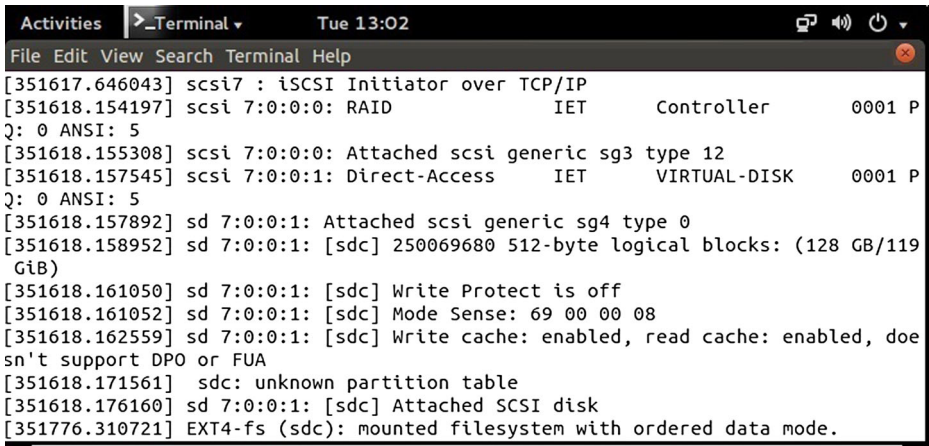 Activities >_Terminal ▾ Tue 13:02
File Edit View Search Terminal Help
[351617.646043] scsi7 : iSCSI Initiator over TCP/IP
[351618.154197] scsi 7:0:0:0: RAID              IET      Controller       0001 P
Q: 0 ANSI: 5
[351618.155308] scsi 7:0:0:0: Attached scsi generic sg3 type 12
[351618.157545] scsi 7:0:0:1: Direct-Access     IET      VIRTUAL-DISK     0001 P
Q: 0 ANSI: 5
[351618.157892] sd 7:0:0:1: Attached scsi generic sg4 type 0
[351618.158952] sd 7:0:0:1: [sdc] 250069680 512-byte logical blocks: (128 GB/119
 GiB)
[351618.161050] sd 7:0:0:1: [sdc] Write Protect is off
[351618.161052] sd 7:0:0:1: [sdc] Mode Sense: 69 00 00 08
[351618.162559] sd 7:0:0:1: [sdc] Write cache: enabled, read cache: enabled, doe
sn't support DPO or FUA
[351618.171561]  sdc: unknown partition table
[351618.176160] sd 7:0:0:1: [sdc] Attached SCSI disk
[351776.310721] EXT4-fs (sdc): mounted filesystem with ordered data mode.